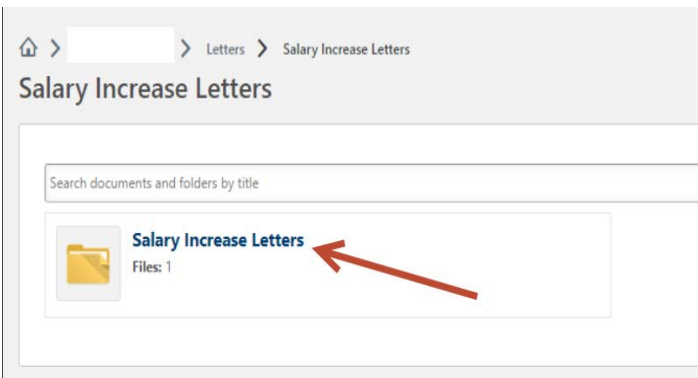 Letters Salary Increase Letters
Salary Increase Letters
Search documents and folders by title
Salary Increase Letters
Files: 1